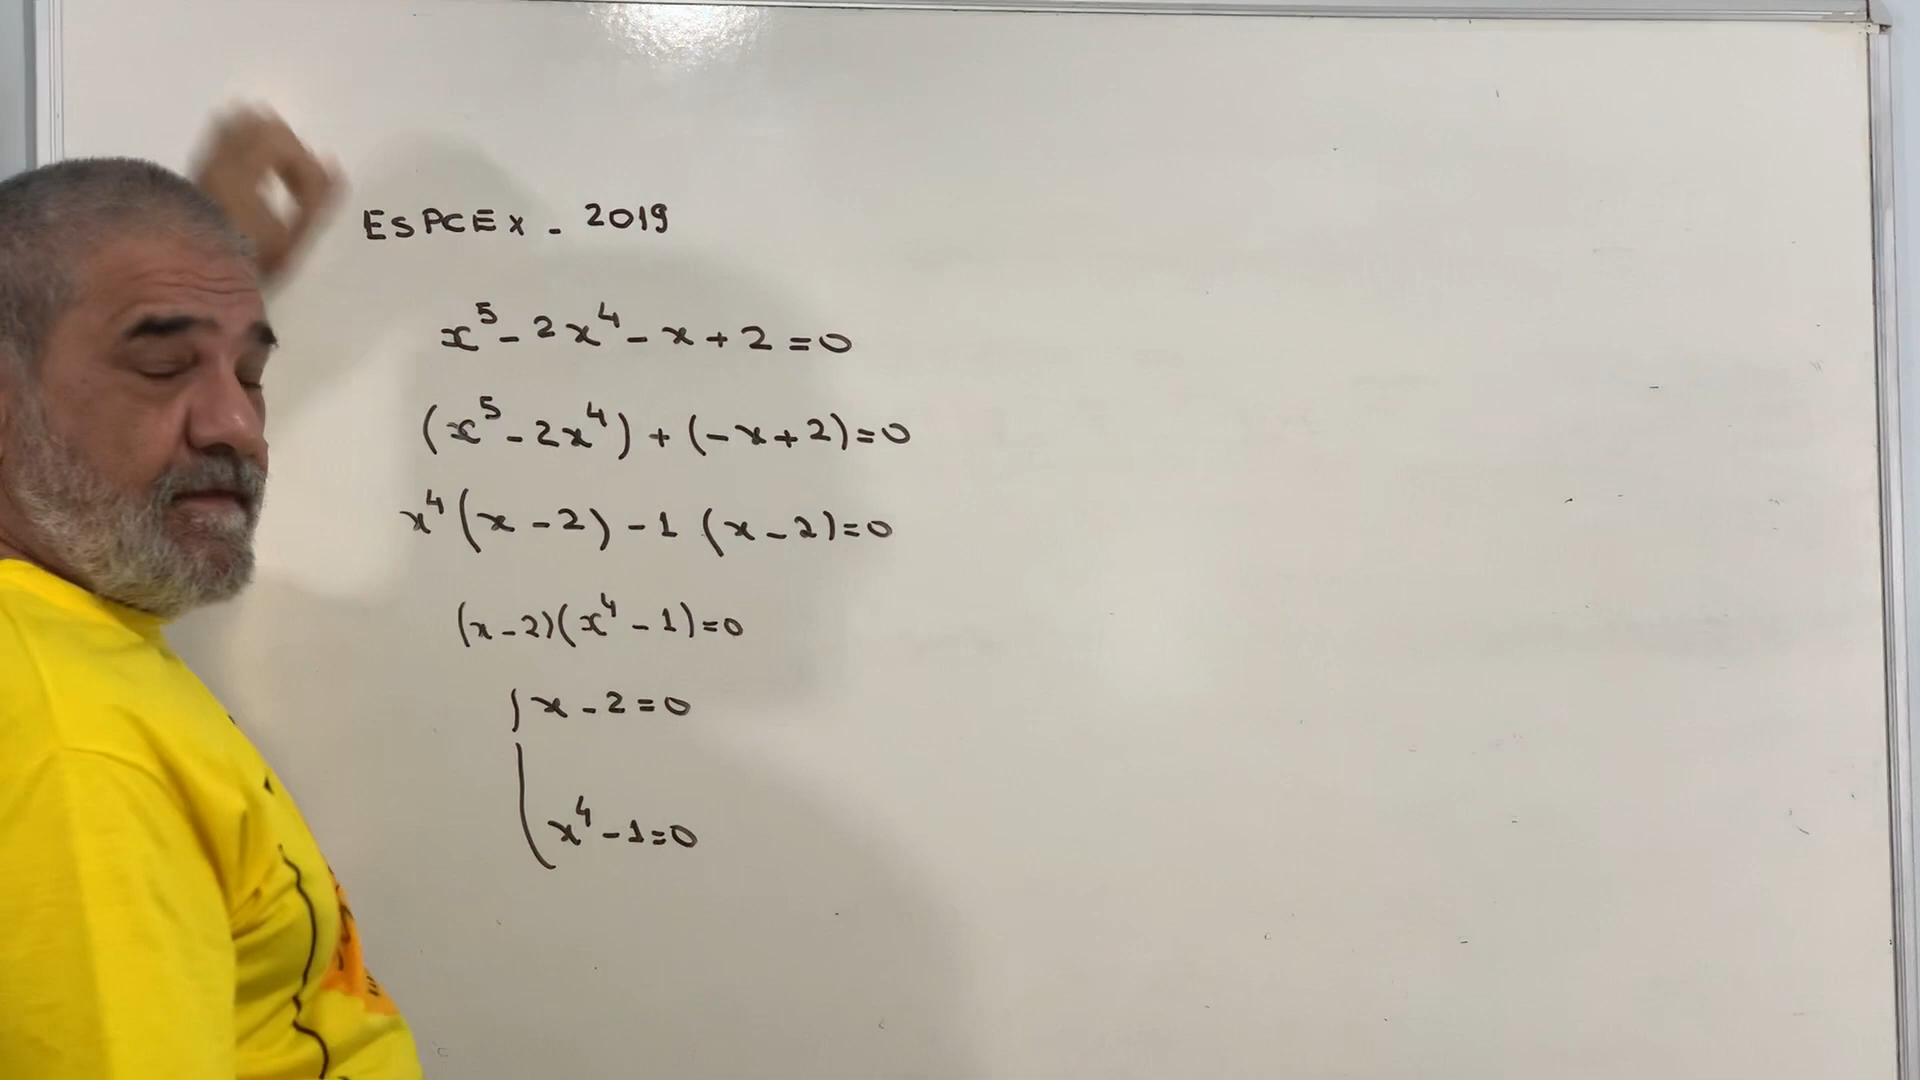 ESPCEX - 2019
x⁵ - 2x⁴ - x + 2 = 0
(x⁵ - 2x⁴) + (-x + 2) = 0
x⁴(x - 2) - 1 (x - 2) = 0
(x - 2)(x⁴ - 1) = 0
x - 2 = 0
x⁴ - 1 = 0